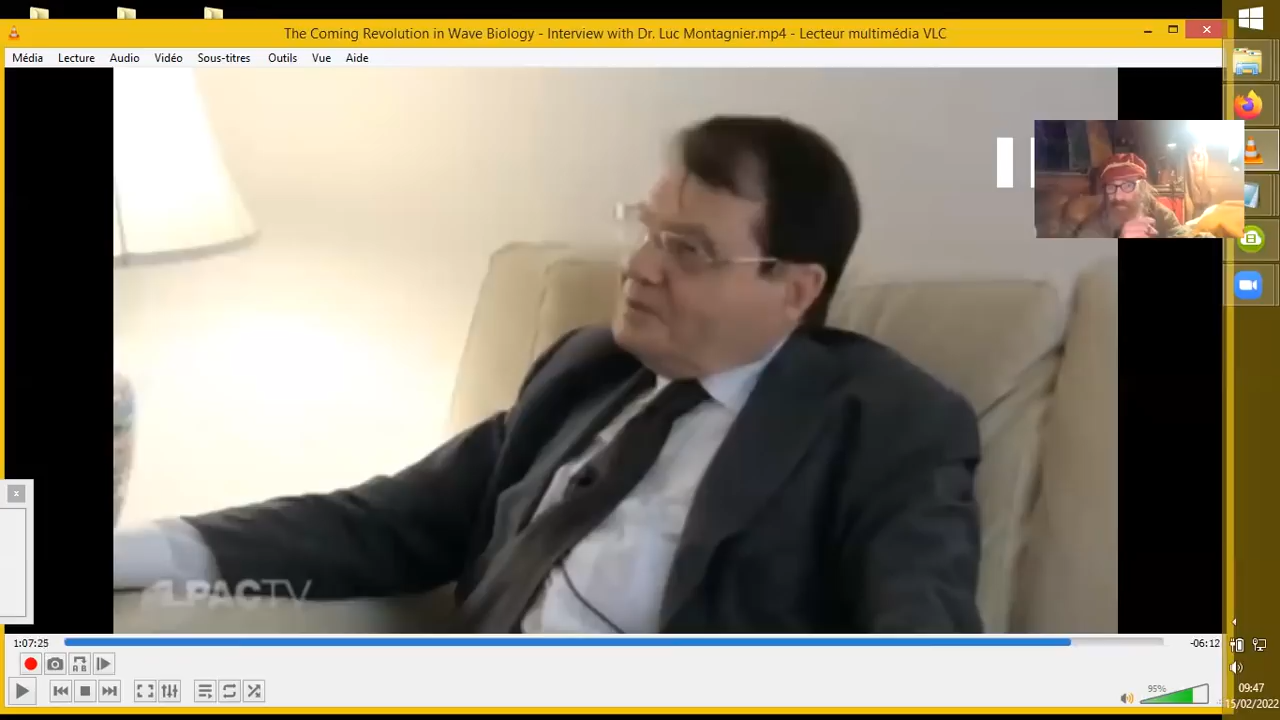 The Coming Revolution in Wave Biology - Interview with Dr. Luc Montagnier.mp4 - Lecteur multimédia VLC
Média Lecture Audio Vidéo Sous-titres Outils Vue Aide
LPACTV
1:07:25 -06:12
95%
09:47
15/02/2022